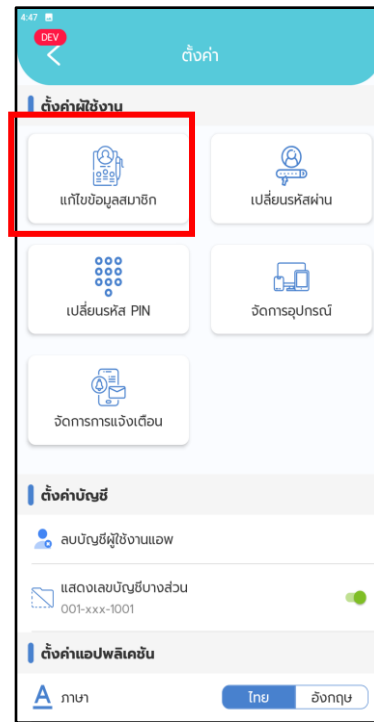 4:47
DEV
ตั้งค่า
ตั้งค่าผู้ใช้งาน
แก้ไขข้อมูลสมาชิก
เปลี่ยนรหัสผ่าน
เปลี่ยนรหัส PIN
จัดการอุปกรณ์
จัดการการแจ้งเตือน
ตั้งค่าบัญชี
ลบบัญชีผู้ใช้งานแอพ
แสดงเลขบัญชีบางส่วน
001-xxx-1001
ตั้งค่าแอปพลิเคชัน
A ภาษา ไทย อังกฤษ